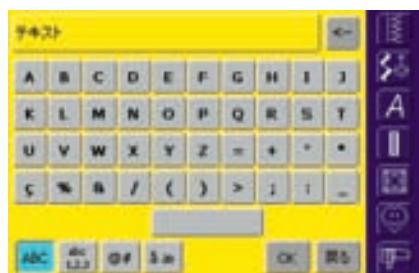 テキスト <-
A B C D E F G H I J
K L M N O P Q R S T
U V W X Y Z = +
Ç % & / ( ) > ; : _
ABC abc 1,2,3 @# OK 戻る
A